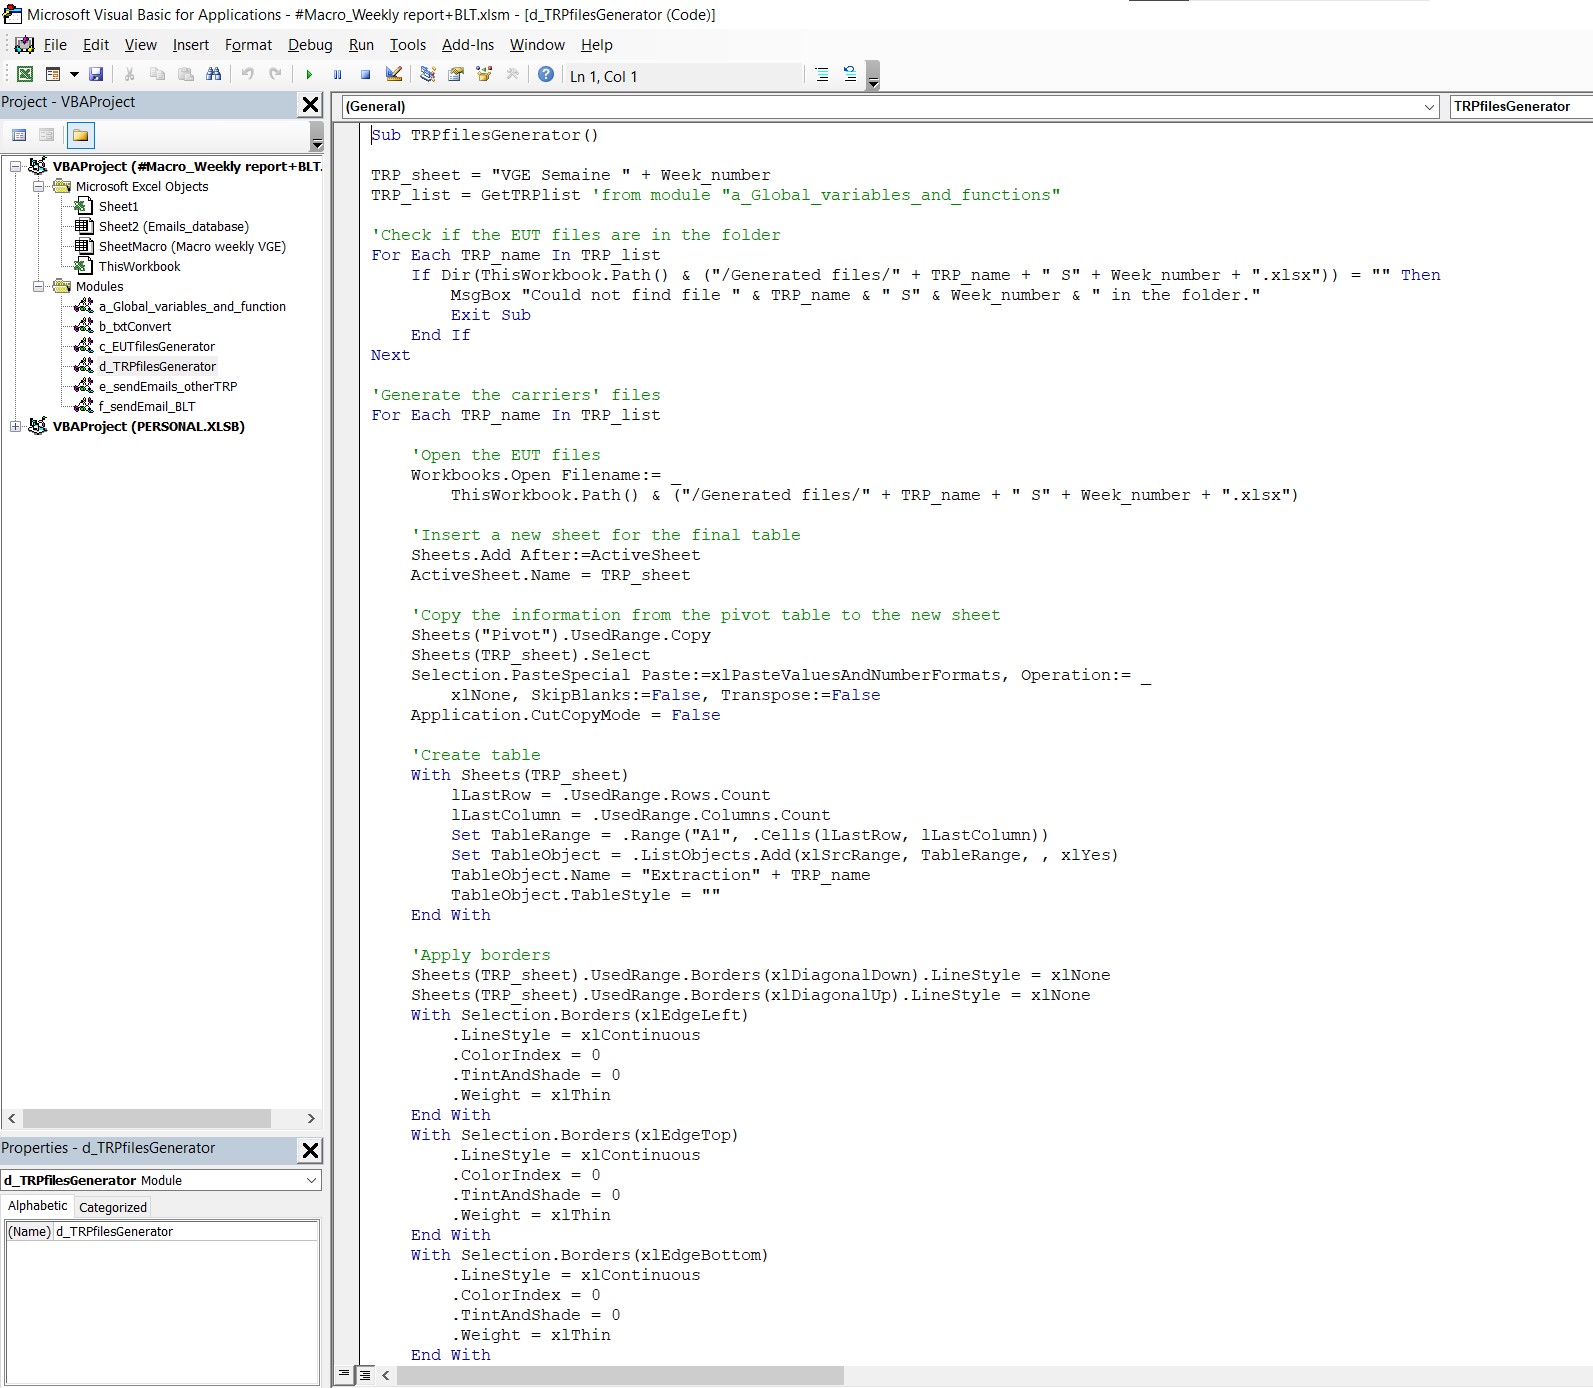 Microsoft Visual Basic for Applications - #Macro_Weekly report+BLT.xlsm - [d_TRPfilesGenerator (Code)]
File Edit View Insert Format Debug Run Tools Add-Ins Window Help
Ln 1, Col 1
Project - VBAProject
VBAProject (#Macro_Weekly report+BLT.
Microsoft Excel Objects
Sheet1
Sheet2 (Emails_database)
SheetMacro (Macro weekly VGE)
ThisWorkbook
Modules
a_Global_variables_and_function
b_txtConvert
c_EUTfilesGenerator
d_TRPfilesGenerator
e_sendEmails_otherTRP
f_sendEmail_BLT
VBAProject (PERSONAL.XLSB)
Properties - d_TRPfilesGenerator
d_TRPfilesGenerator Module
Alphabetic Categorized
(Name) d_TRPfilesGenerator
(General) TRPfilesGenerator
Sub TRPfilesGenerator()
TRP_sheet = "VGE Semaine " + Week_number
TRP_list = GetTRPlist 'from module "a_Global_variables_and_functions"
'Check if the EUT files are in the folder
For Each TRP_name In TRP_list
If Dir(ThisWorkbook.Path() & ("/Generated files/" + TRP_name + " S" + Week_number + ".xlsx")) = "" Then
MsgBox "Could not find file " & TRP_name & " S" & Week_number & " in the folder."
Exit Sub
End If
Next
'Generate the carriers' files
For Each TRP_name In TRP_list
'Open the EUT files
Workbooks.Open Filename:= _
ThisWorkbook.Path() & ("/Generated files/" + TRP_name + " S" + Week_number + ".xlsx")
'Insert a new sheet for the final table
Sheets.Add After:=ActiveSheet
ActiveSheet.Name = TRP_sheet
'Copy the information from the pivot table to the new sheet
Sheets("Pivot").UsedRange.Copy
Sheets(TRP_sheet).Select
Selection.PasteSpecial Paste:=xlPasteValuesAndNumberFormats, Operation:= _
xlNone, SkipBlanks:=False, Transpose:=False
Application.CutCopyMode = False
'Create table
With Sheets(TRP_sheet)
lLastRow = .UsedRange.Rows.Count
lLastColumn = .UsedRange.Columns.Count
Set TableRange = .Range("A1", .Cells(lLastRow, lLastColumn))
Set TableObject = .ListObjects.Add(xlSrcRange, TableRange, , xlYes)
TableObject.Name = "Extraction" + TRP_name
TableObject.TableStyle = ""
End With
'Apply borders
Sheets(TRP_sheet).UsedRange.Borders(xlDiagonalDown).LineStyle = xlNone
Sheets(TRP_sheet).UsedRange.Borders(xlDiagonalUp).LineStyle = xlNone
With Selection.Borders(xlEdgeLeft)
.LineStyle = xlContinuous
.ColorIndex = 0
.TintAndShade = 0
.Weight = xlThin
End With
With Selection.Borders(xlEdgeTop)
.LineStyle = xlContinuous
.ColorIndex = 0
.TintAndShade = 0
.Weight = xlThin
End With
With Selection.Borders(xlEdgeBottom)
.LineStyle = xlContinuous
.ColorIndex = 0
.TintAndShade = 0
.Weight = xlThin
End With